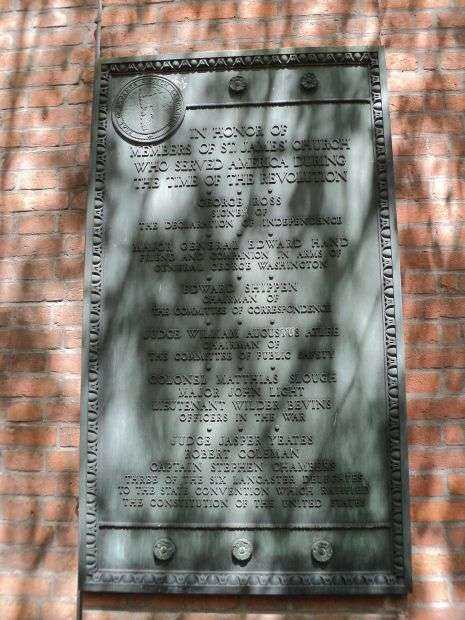 IN HONOR OF
MEMBERS OF ST JAMES' CHURCH
WHO SERVED AMERICA DURING
THE TIME OF THE REVOLUTION
GEORGE ROSS
SIGNER OF
THE DECLARATION OF INDEPENDENCE
MAJOR GENERAL EDWARD HAND
FRIEND AND COMPANION IN ARMS OF
GENERAL GEORGE WASHINGTON
EDWARD SHIPPEN
CHAIRMAN OF
THE COMMITTEE OF CORRESPONDENCE
JUDGE WILLIAM AUGUSTUS ATLEE
CHAIRMAN OF
THE COMMITTEE OF PUBLIC SAFETY
COLONEL MATTHIAS SLOUGH
MAJOR JOHN LIGHT
LIEUTENANT WILDER BEVINS
OFFICERS IN THE WAR
JUDGE JASPER YEATES
ROBERT COLEMAN
CAPTAIN STEPHEN CHAMBERS
THREE OF THE SIX LANCASTER DELEGATES
TO THE STATE CONVENTION WHICH RATIFIED
THE CONSTITUTION OF THE UNITED STATES